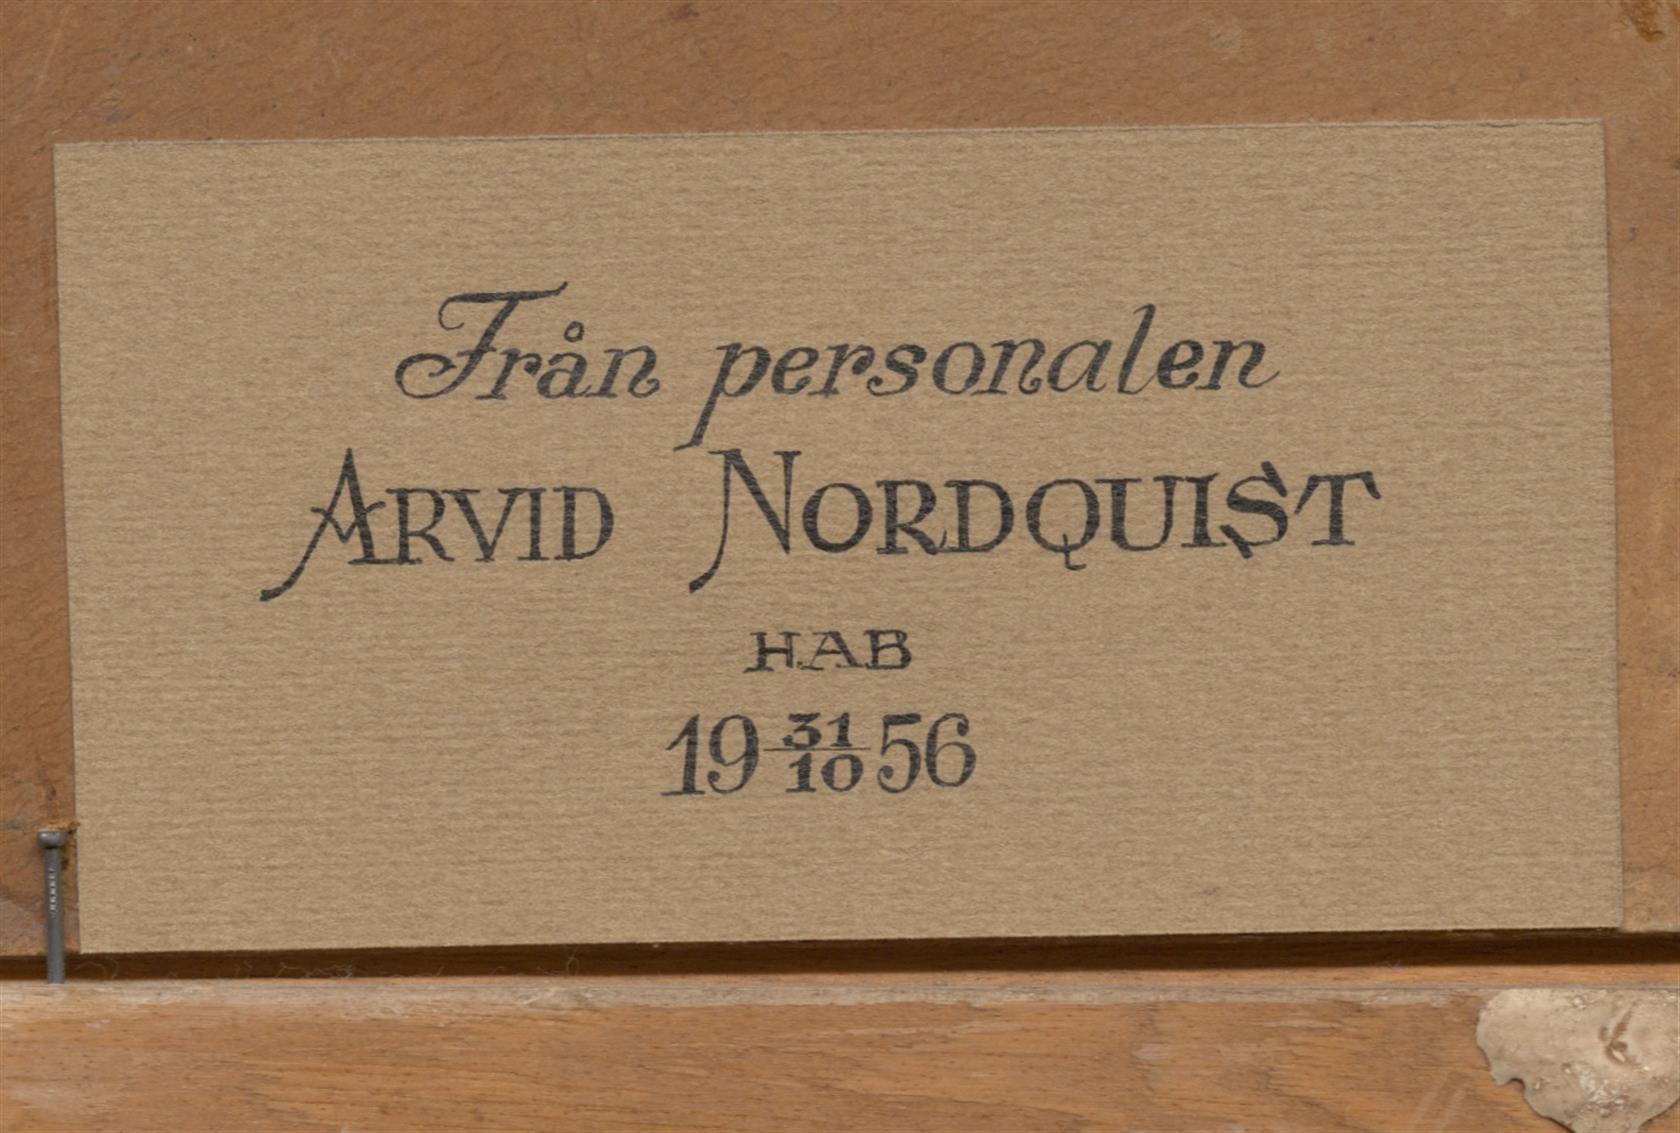 Från personalen
ARVID NORDQUIST
HAB
19 31/10 56